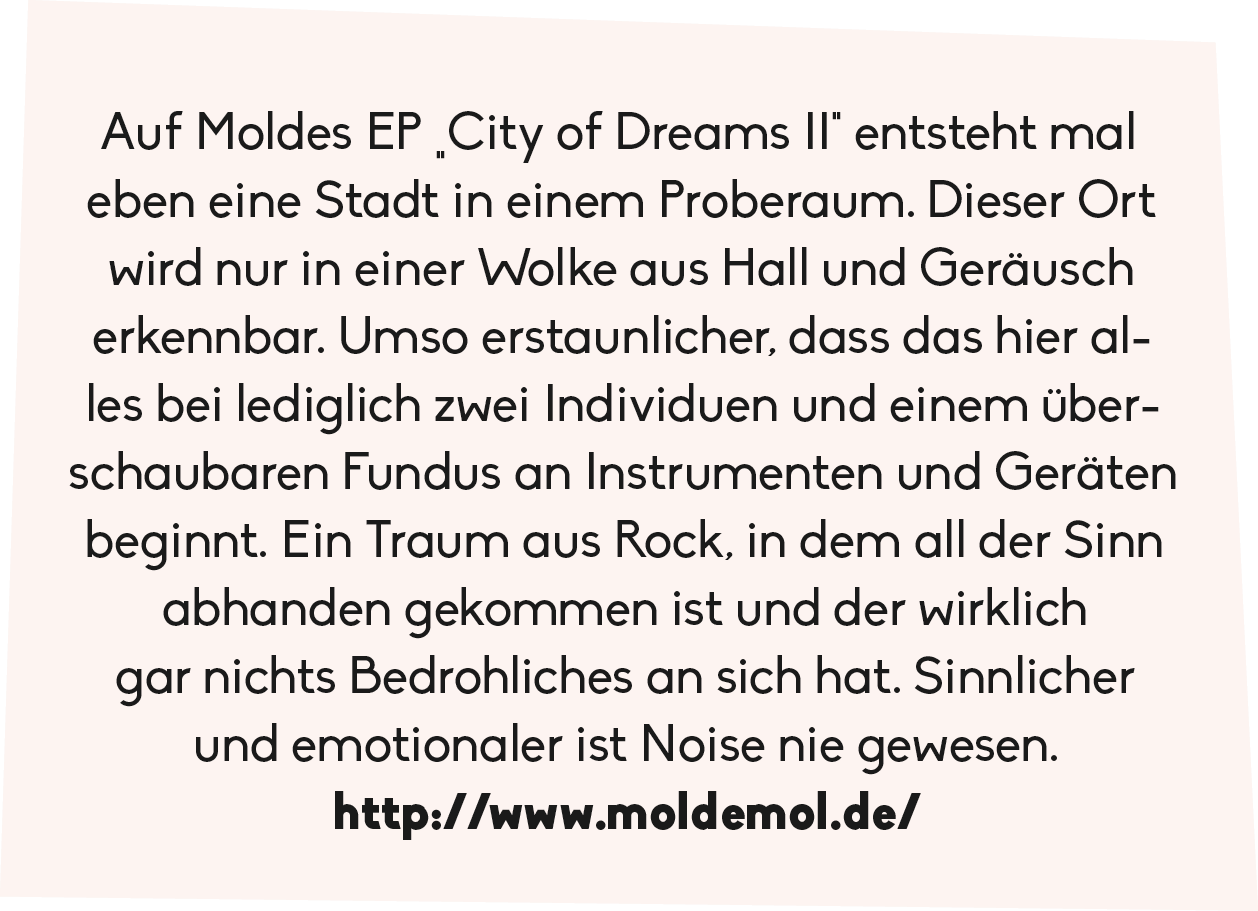 Auf Moldes EP „City of Dreams II" entsteht mal
eben eine Stadt in einem Proberaum. Dieser Ort
wird nur in einer Wolke aus Hall und Geräusch
erkennbar. Umso erstaunlicher, dass das hier al-
les bei lediglich zwei Individuen und einem über-
schaubaren Fundus an Instrumenten und Geräten
beginnt. Ein Traum aus Rock, in dem all der Sinn
abhanden gekommen ist und der wirklich
gar nichts Bedrohliches an sich hat. Sinnlicher
und emotionaler ist Noise nie gewesen.
http://www.moldemol.de/